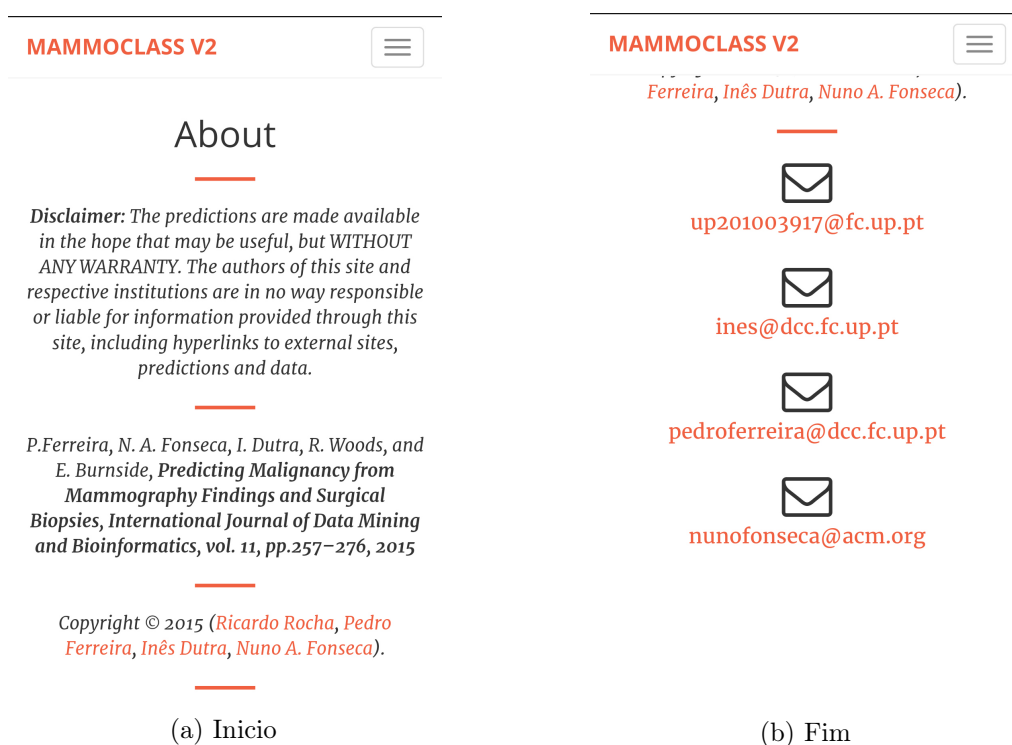 MAMMOCLASS V2
About
Disclaimer: The predictions are made available
in the hope that may be useful, but WITHOUT
ANY WARRANTY. The authors of this site and
respective institutions are in no way responsible
or liable for information provided through this
site, including hyperlinks to external sites,
predictions and data.
P.Ferreira, N. A. Fonseca, I. Dutra, R. Woods, and
E. Burnside, Predicting Malignancy from
Mammography Findings and Surgical
Biopsies, International Journal of Data Mining
and Bioinformatics, vol. 11, pp.257–276, 2015
Copyright © 2015 (Ricardo Rocha, Pedro
Ferreira, Inês Dutra, Nuno A. Fonseca).
(a) Inicio
MAMMOCLASS V2
Ferreira, Inês Dutra, Nuno A. Fonseca).
up201003917@fc.up.pt
ines@dcc.fc.up.pt
pedroferreira@dcc.fc.up.pt
nunofonseca@acm.org
(b) Fim